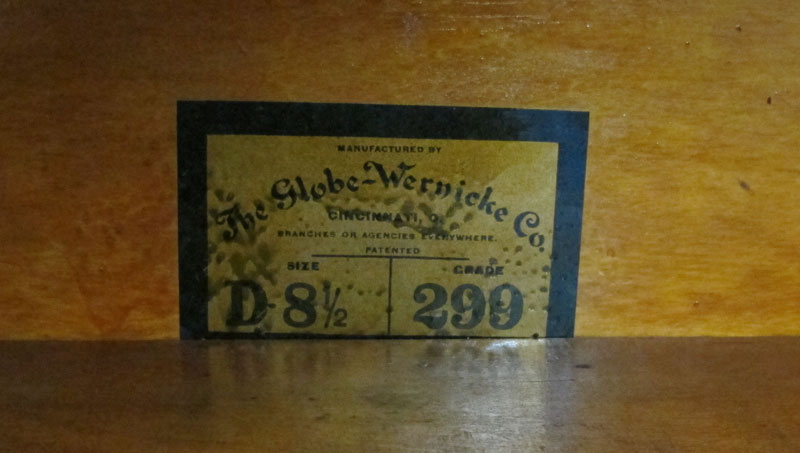 MANUFACTURED BY
The Globe-Wernicke Co.
CINCINNATI, O.
BRANCHES OR AGENCIES EVERYWHERE.
PATENTED
SIZE GRADE
D-8½ 299